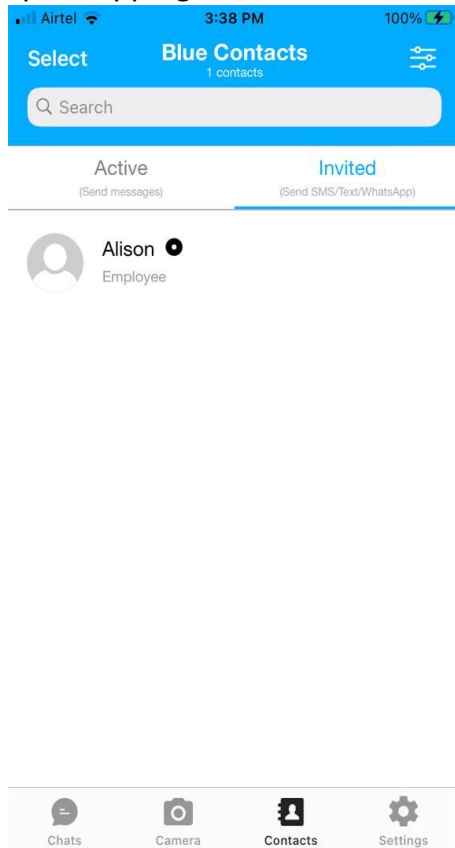 Airtel 3:38 PM 100%
Select Blue Contacts
1 contacts
Search
Active Invited
(Send messages) (Send SMS/Text/WhatsApp)
Alison
Employee
Chats Camera Contacts Settings